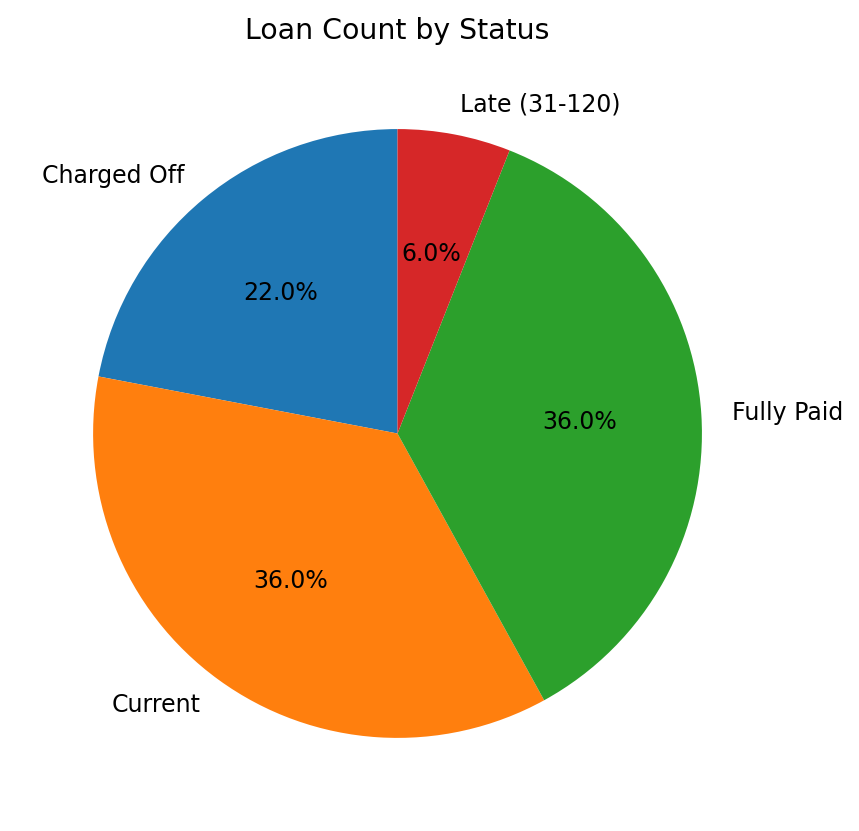 Loan Count by Status
Late (31-120)
Charged Off
6.0%
22.0%
Fully Paid
36.0%
36.0%
Current